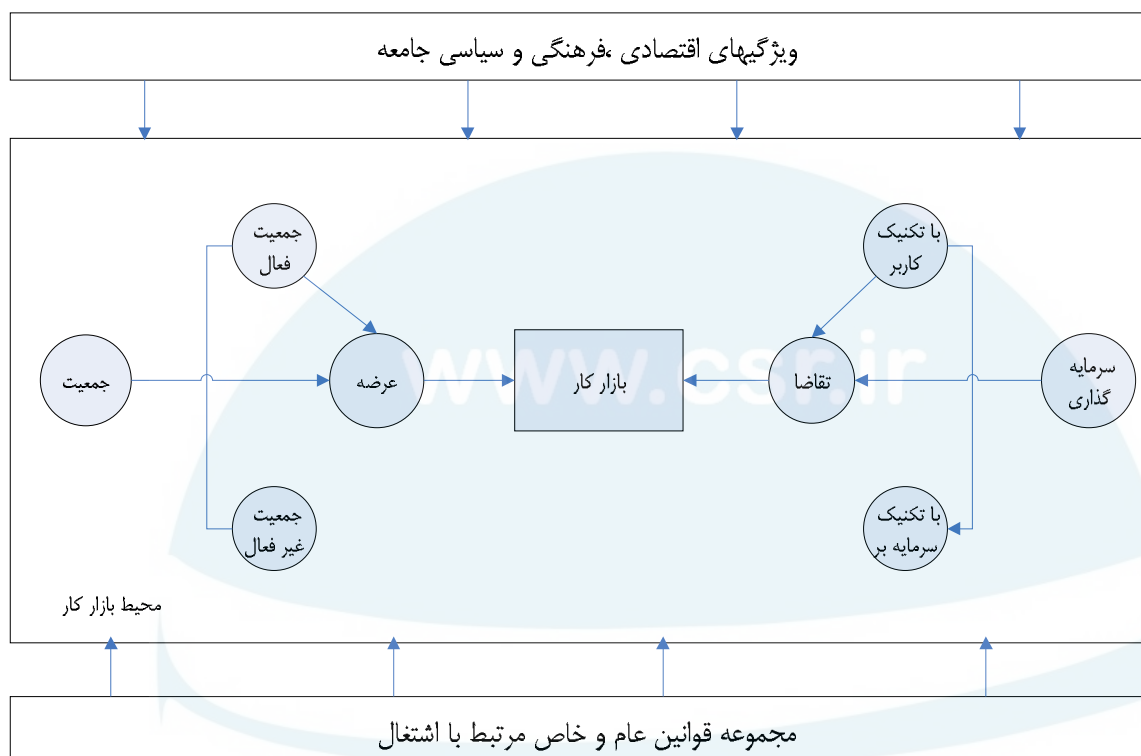 ویژگیهای اقتصادی ،فرهنگی و سیاسی جامعه
جمعیت
فعال
با تکنیک
کاربر
جمعیت
عرضه
بازار کار
تقاضا
سرمایه
گذاری
www.csr.ir
جمعیت
غیر فعال
با تکنیک
سرمایه بر
محیط بازار کار
مجموعه قوانین عام و خاص مرتبط با اشتغال